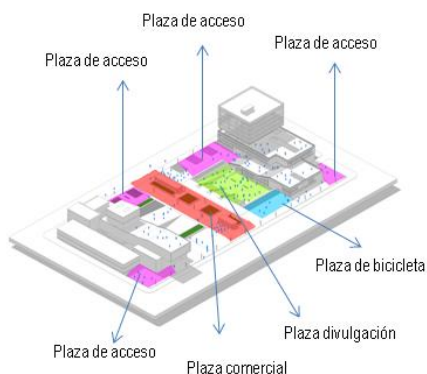 Plaza de acceso
Plaza de acceso
Plaza de acceso
Plaza de bicicleta
Plaza divulgación
Plaza de acceso
Plaza comercial